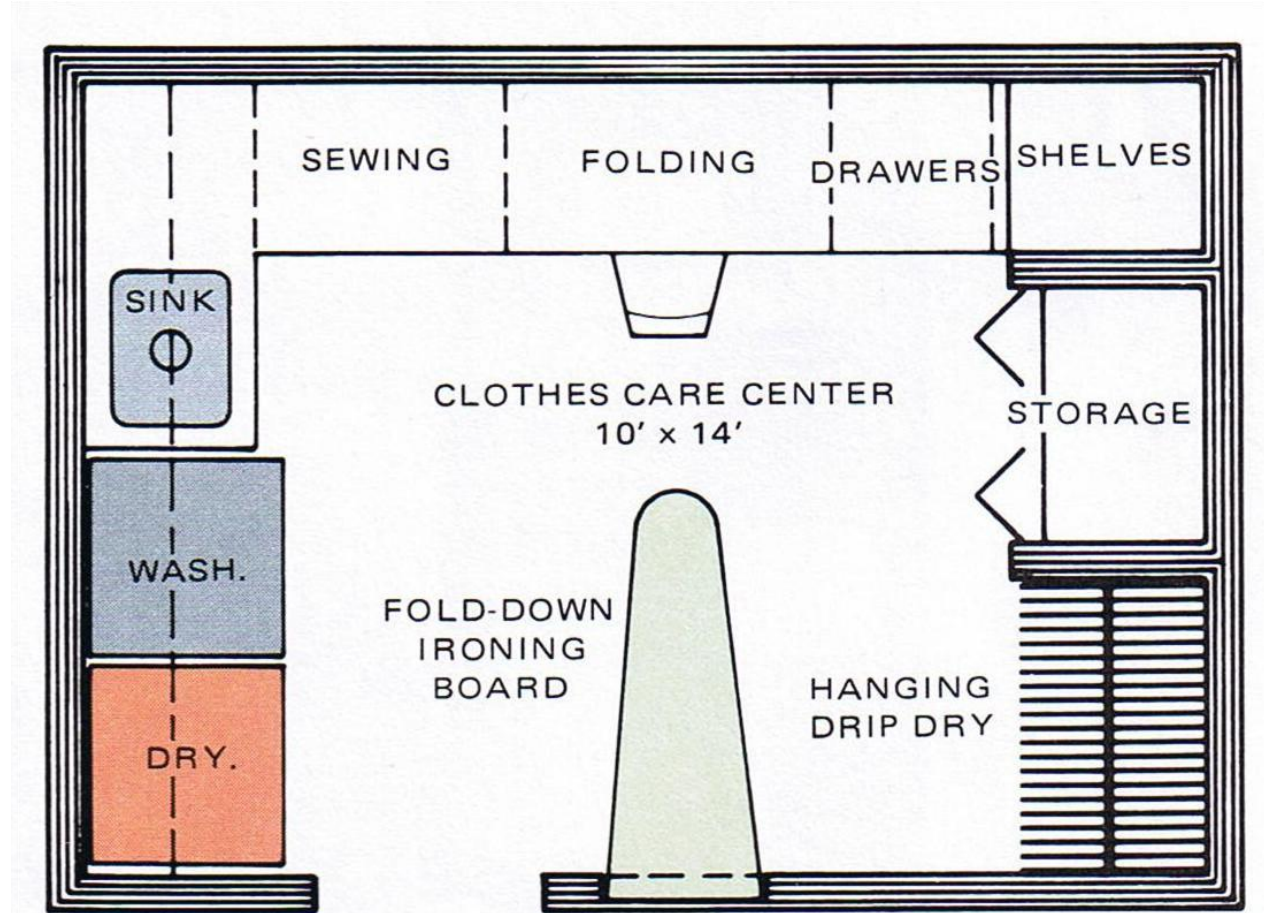 SEWING
FOLDING
DRAWERS
SHELVES
SINK
CLOTHES CARE CENTER
10' x 14'
STORAGE
WASH.
FOLD-DOWN
IRONING
BOARD
HANGING
DRIP DRY
DRY.